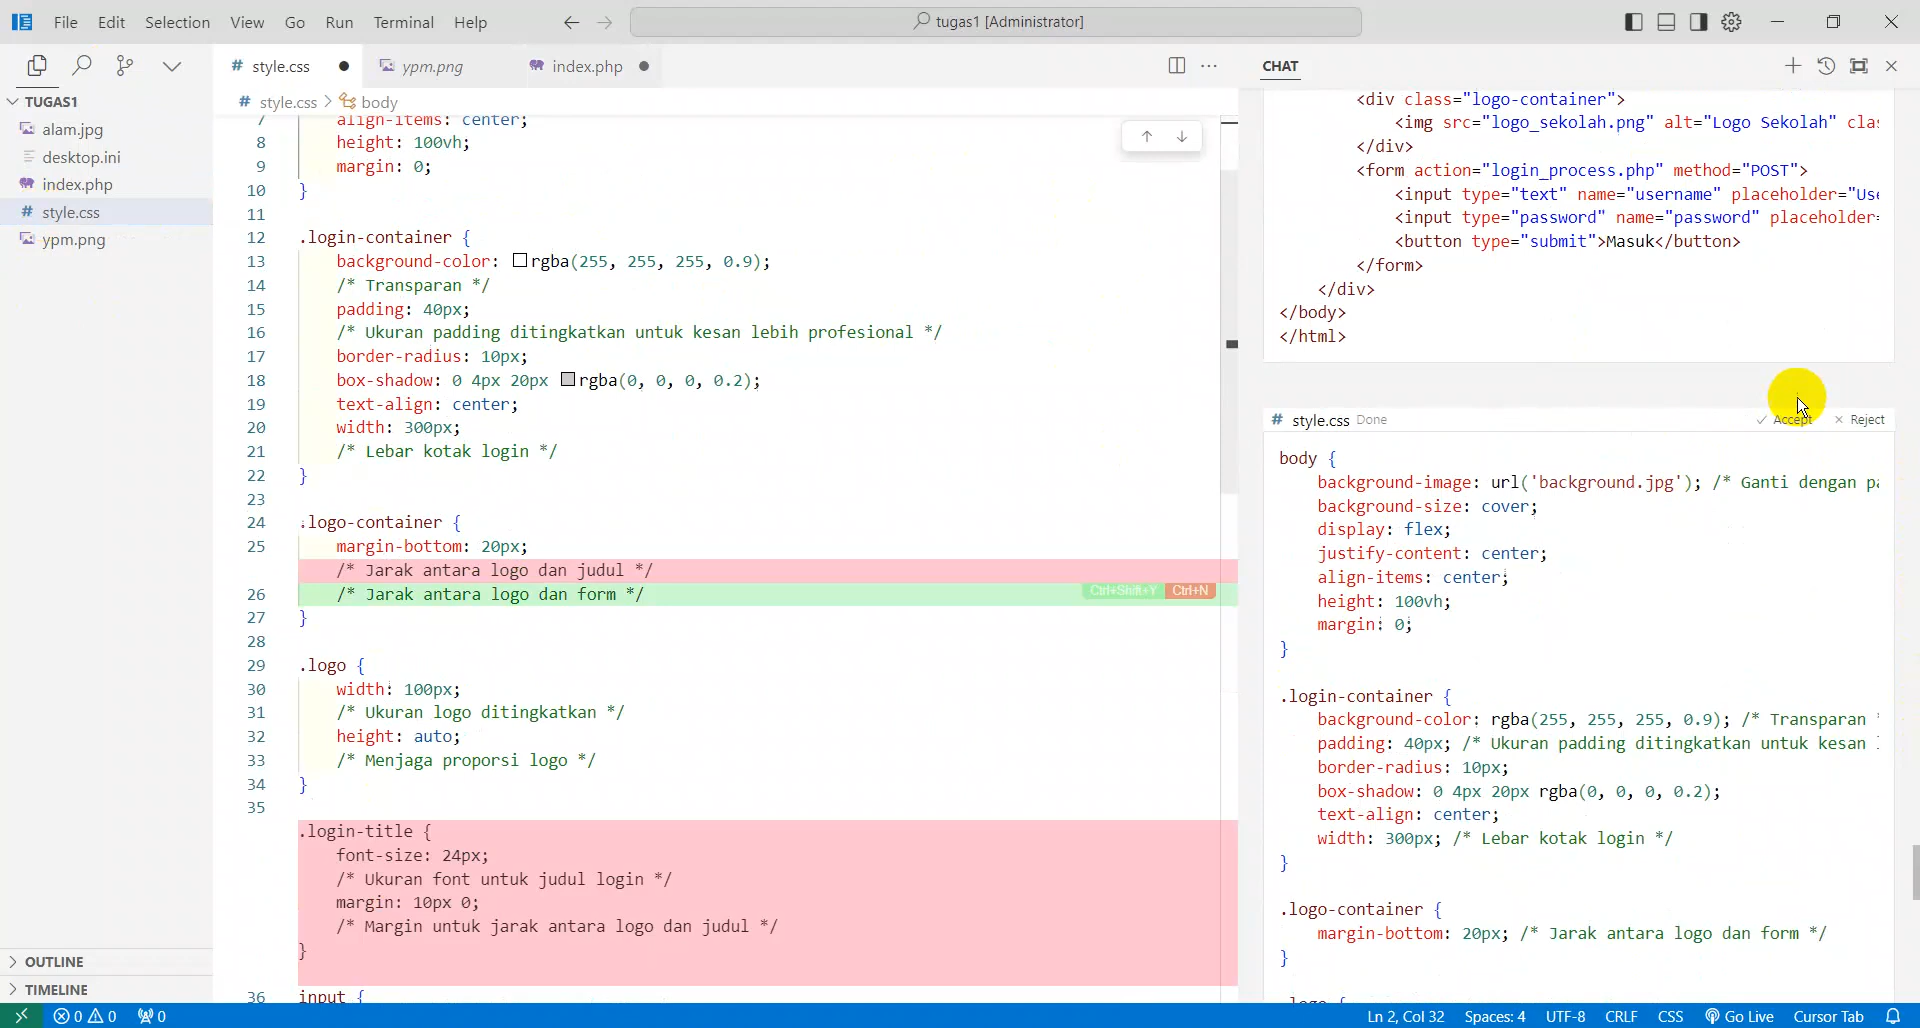 File Edit Selection View Go Run Terminal Help
tugas1 [Administrator]
TUGAS1
alam.jpg
desktop.ini
index.php
# style.css
ypm.png
OUTLINE
TIMELINE
# style.css
ypm.png
index.php
# style.css > body
7 align-items: center;
8 height: 100vh;
9 margin: 0;
10 }
11
12 .login-container {
13 background-color: rgba(255, 255, 255, 0.9);
14 /* Transparan */
15 padding: 40px;
16 /* Ukuran padding ditingkatkan untuk kesan lebih profesional */
17 border-radius: 10px;
18 box-shadow: 0 4px 20px rgba(0, 0, 0, 0.2);
19 text-align: center;
20 width: 300px;
21 /* Lebar kotak login */
22 }
23
24 .logo-container {
25 margin-bottom: 20px;
/* Jarak antara logo dan judul */
26 /* Jarak antara logo dan form */ Ctrl+Shift+Y Ctrl+N
27 }
28
29 .logo {
30 width: 100px;
31 /* Ukuran logo ditingkatkan */
32 height: auto;
33 /* Menjaga proporsi logo */
34 }
35
.login-title {
font-size: 24px;
/* Ukuran font untuk judul login */
margin: 10px 0;
/* Margin untuk jarak antara logo dan judul */
}
36 input {
CHAT
<div class="logo-container">
<img src="logo_sekolah.png" alt="Logo Sekolah" clas
</div>
<form action="login_process.php" method="POST">
<input type="text" name="username" placeholder="Use
<input type="password" name="password" placeholder=
<button type="submit">Masuk</button>
</form>
</div>
</body>
</html>
# style.css Done Accept Reject
body {
background-image: url('background.jpg'); /* Ganti dengan pa
background-size: cover;
display: flex;
justify-content: center;
align-items: center;
height: 100vh;
margin: 0;
}
.login-container {
background-color: rgba(255, 255, 255, 0.9); /* Transparan *
padding: 40px; /* Ukuran padding ditingkatkan untuk kesan
border-radius: 10px;
box-shadow: 0 4px 20px rgba(0, 0, 0, 0.2);
text-align: center;
width: 300px; /* Lebar kotak login */
}
.logo-container {
margin-bottom: 20px; /* Jarak antara logo dan form */
}
.logo {
0 0 0 Ln 2, Col 32 Spaces: 4 UTF-8 CRLF CSS Go Live Cursor Tab